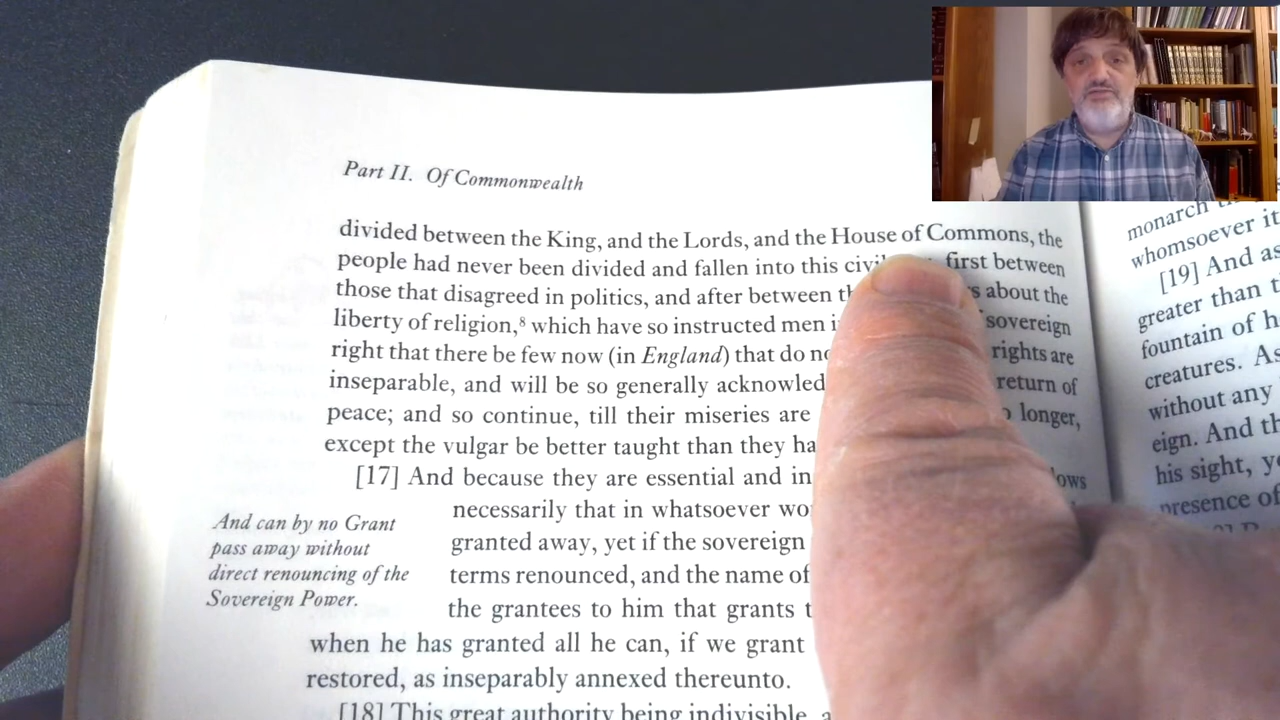 Part II. Of Commonwealth
divided between the King, and the Lords, and the House of Commons, the
people had never been divided and fallen into this civil first between
those that disagreed in politics, and after between about the
liberty of religion,⁸ which have so instructed men sovereign
right that there be few now (in England) that do rights are
inseparable, and will be so generally return of
peace; and so continue, till their miseries are longer,
except the vulgar be better taught than they
[17] And because they are essential and
necessarily that in whatsoever
granted away, yet if the sovereign
terms renounced, and the name of
the grantees to him that grants
when he has granted all he can, if we grant
restored, as inseparably annexed thereunto.
[18] This great authority being indivisible,
And can by no Grant
pass away without
direct renouncing of the
Sovereign Power.
monarch
whomsoever it
[19] And as
greater than
fountain of
creatures.
without any
eign. And
his sight,
presence of